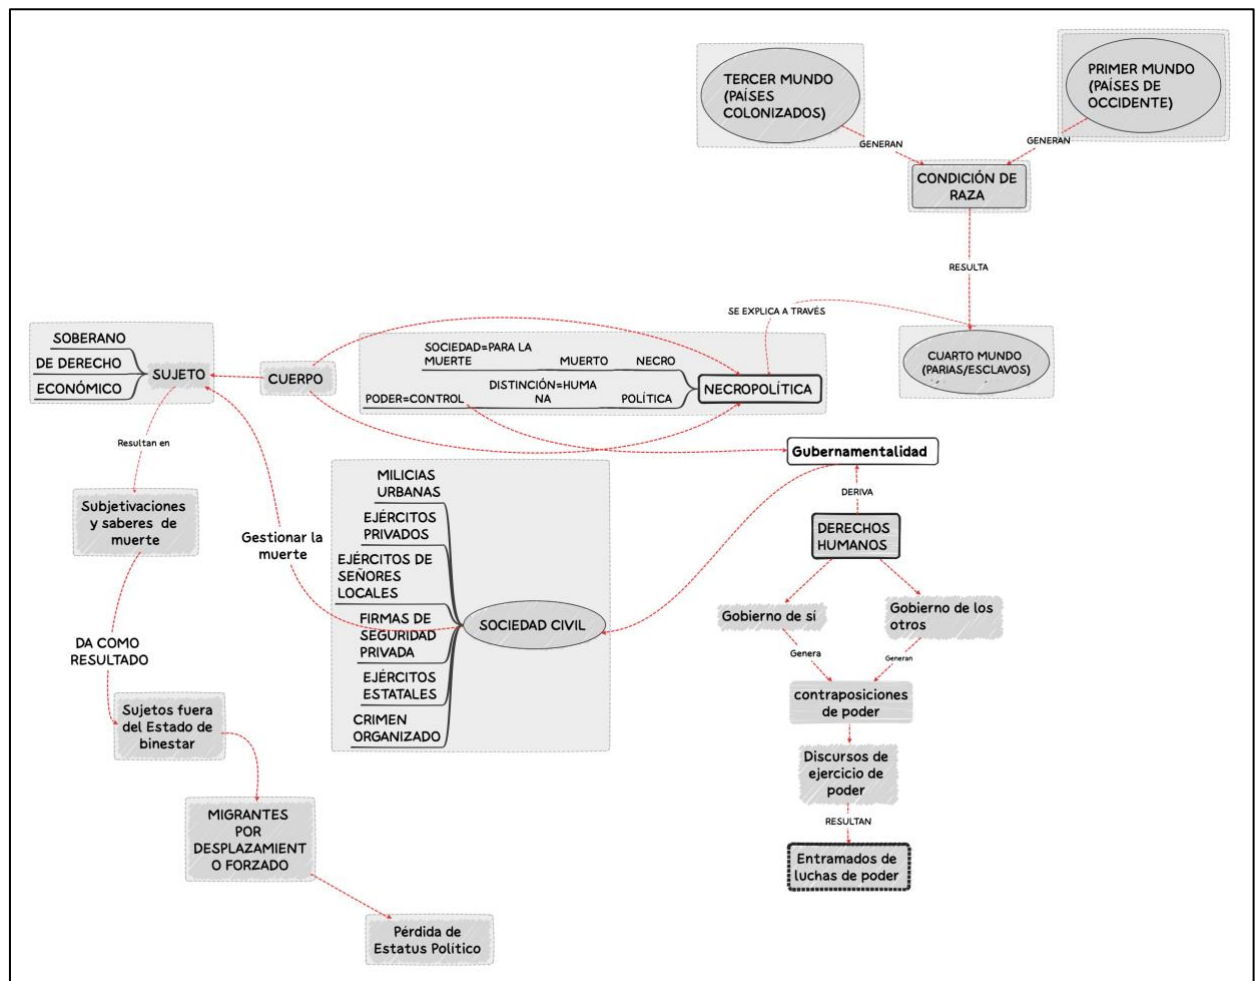 TERCER MUNDO
(PAÍSES
COLONIZADOS)
PRIMER MUNDO
(PAÍSES DE
OCCIDENTE)
GENERAN
GENERAN
CONDICIÓN DE
RAZA
RESULTA
SE EXPLICA A TRAVÉS
CUARTO MUNDO
(PARIAS/ESCLAVOS)
SOBERANO
DE DERECHO
ECONÓMICO
SUJETO
CUERPO
SOCIEDAD=PARA LA
MUERTE
MUERTO
NECRO
DISTINCIÓN=HUMA
NA
PODER=CONTROL
POLÍTICA
NECROPOLÍTICA
Resultan en
Subjetivaciones
y saberes de
muerte
Gestionar la
muerte
MILICIAS
URBANAS
EJÉRCITOS
PRIVADOS
EJÉRCITOS DE
SEÑORES
LOCALES
FIRMAS DE
SEGURIDAD
PRIVADA
EJÉRCITOS
ESTATALES
CRIMEN
ORGANIZADO
SOCIEDAD CIVIL
Gubernamentalidad
DERIVA
DERECHOS
HUMANOS
Gobierno de sí
Gobierno de los
otros
Genera
Generan
contraposiciones
de poder
Discursos de
ejercicio de
poder
RESULTAN
Entramados de
luchas de poder
DA COMO
RESULTADO
Sujetos fuera
del Estado de
binestar
MIGRANTES
POR
DESPLAZAMIENT
O FORZADO
Pérdida de
Estatus Político